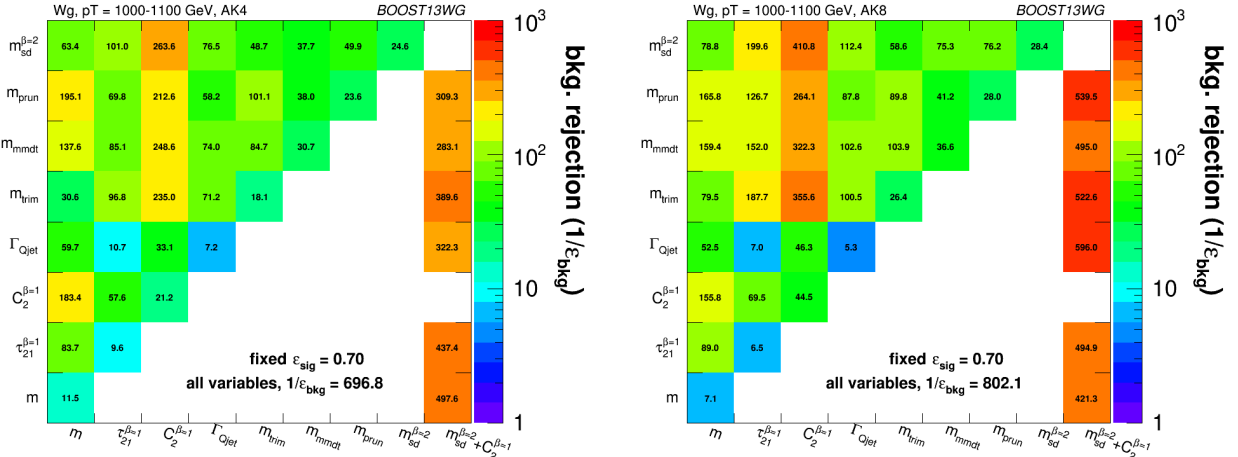 Wg, pT = 1000-1100 GeV, AK4 BOOST13WG
m_sd^β=2 63.4 101.0 263.6 76.5 48.7 37.7 49.9 24.6
m_prun 195.1 69.8 212.6 58.2 101.1 38.0 23.6 309.3
m_mmdt 137.6 85.1 248.6 74.0 84.7 30.7 283.1
m_trim 30.6 96.8 235.0 71.2 18.1 389.6
Γ_Qjet 59.7 10.7 33.1 7.2 322.3
C_2^β=1 183.4 57.6 21.2
τ_21^β=1 83.7 9.6 437.4
m 11.5 497.6
fixed ε_sig = 0.70
all variables, 1/ε_bkg = 696.8
m τ_21^β=1 C_2^β=1 Γ_Qjet m_trim m_mmdt m_prun m_sd^β=2 m_sd^β=2+C_2^β=1
10^3
10^2
10
1
bkg. rejection (1/ε_bkg)
Wg, pT = 1000-1100 GeV, AK8 BOOST13WG
m_sd^β=2 78.8 199.6 410.8 112.4 58.6 75.3 76.2 28.4
m_prun 165.8 126.7 264.1 87.8 89.8 41.2 28.0 539.5
m_mmdt 159.4 152.0 322.3 102.6 103.9 36.6 495.0
m_trim 79.5 187.7 355.6 100.5 26.4 522.6
Γ_Qjet 52.5 7.0 46.3 5.3 596.0
C_2^β=1 155.8 69.5 44.5
τ_21^β=1 89.0 6.5 494.9
m 7.1 421.3
fixed ε_sig = 0.70
all variables, 1/ε_bkg = 802.1
m τ_21^β=1 C_2^β=1 Γ_Qjet m_trim m_mmdt m_prun m_sd^β=2 m_sd^β=2+C_2^β=1
10^3
10^2
10
1
bkg. rejection (1/ε_bkg)